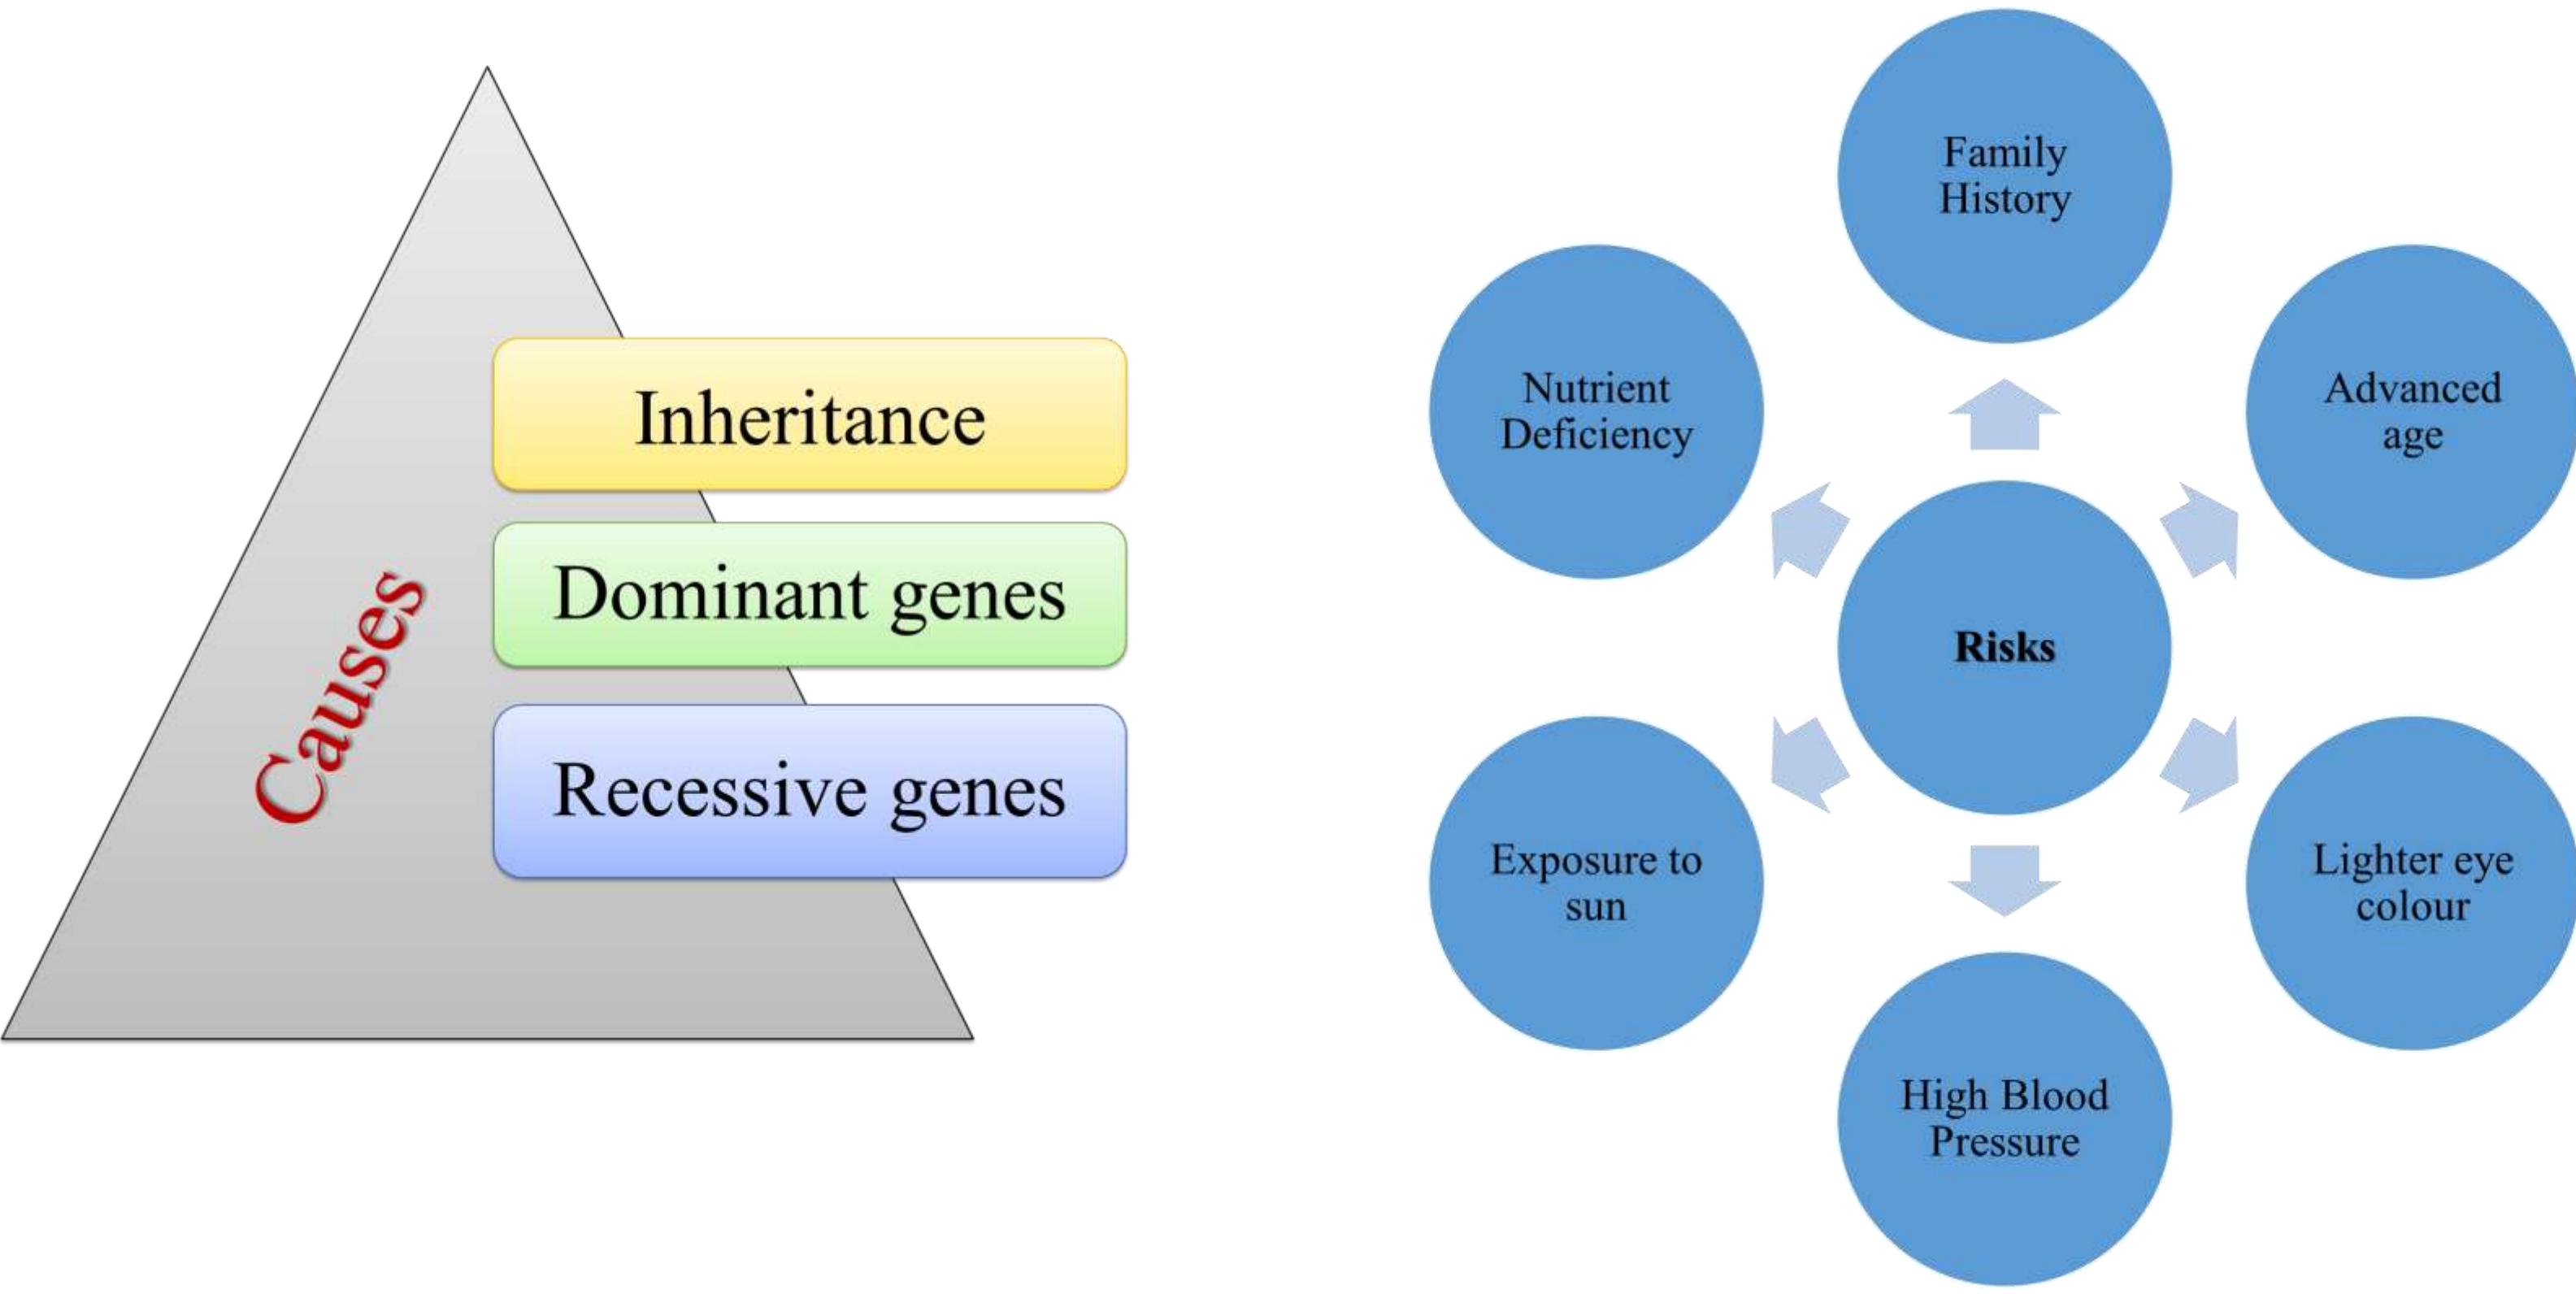 Causes
Inheritance
Dominant genes
Recessive genes
Risks
Family
History
Advanced
age
Lighter eye
colour
High Blood
Pressure
Exposure to
sun
Nutrient
Deficiency